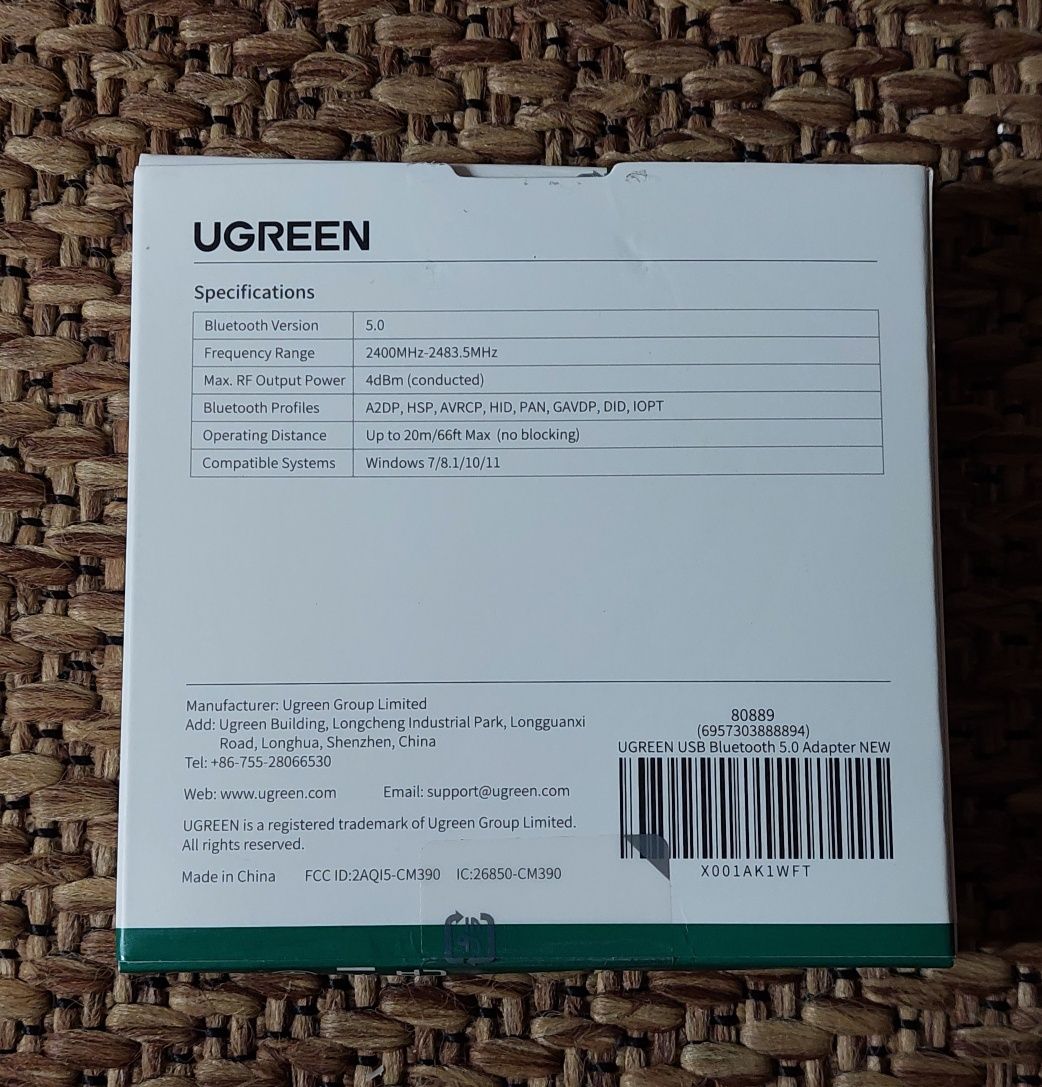 UGREEN
Specifications
Bluetooth Version 5.0
Frequency Range 2400MHz-2483.5MHz
Max. RF Output Power 4dBm (conducted)
Bluetooth Profiles A2DP, HSP, AVRCP, HID, PAN, GAVDP, DID, IOPT
Operating Distance Up to 20m/66ft Max (no blocking)
Compatible Systems Windows 7/8.1/10/11
Manufacturer: Ugreen Group Limited
Add: Ugreen Building, Longcheng Industrial Park, Longguanxi
Road, Longhua, Shenzhen, China
Tel: +86-755-28066530
Web: www.ugreen.com Email: support@ugreen.com
UGREEN is a registered trademark of Ugreen Group Limited.
All rights reserved.
Made in China FCC ID:2AQI5-CM390 IC:26850-CM390
80889
(6957303888894)
UGREEN USB Bluetooth 5.0 Adapter NEW
X001AK1WFT